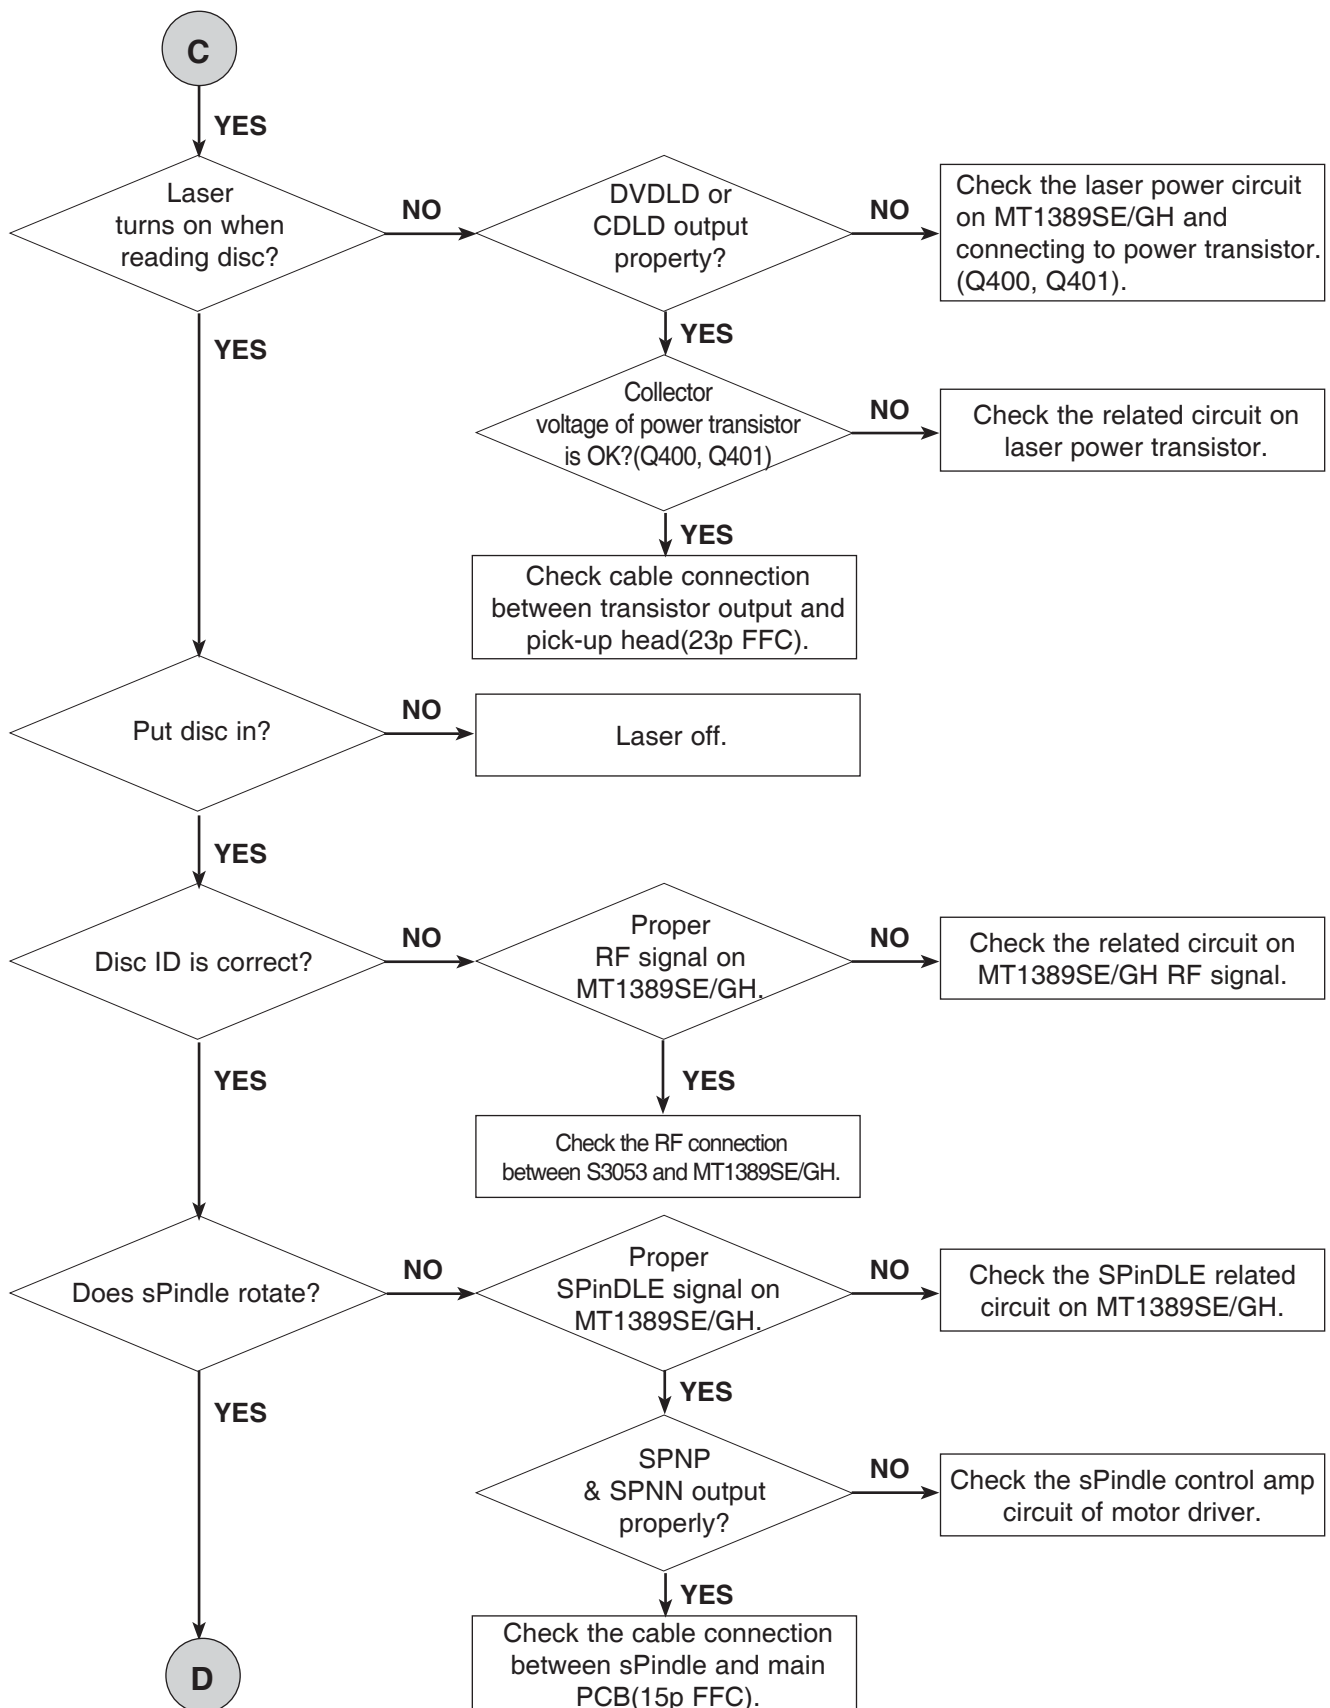 C
YES
Laser
turns on when
reading disc?
NO
DVDLD or
CDLD output
property?
NO
Check the laser power circuit
on MT1389SE/GH and
connecting to power transistor.
(Q400, Q401).
YES
YES
Collector
voltage of power transistor
is OK?(Q400, Q401)
NO
Check the related circuit on
laser power transistor.
YES
Check cable connection
between transistor output and
pick-up head(23p FFC).
Put disc in?
NO
Laser off.
YES
Disc ID is correct?
NO
Proper
RF signal on
MT1389SE/GH.
NO
Check the related circuit on
MT1389SE/GH RF signal.
YES
YES
Check the RF connection
between S3053 and MT1389SE/GH.
Does sPindle rotate?
NO
Proper
SPinDLE signal on
MT1389SE/GH.
NO
Check the SPinDLE related
circuit on MT1389SE/GH.
YES
YES
SPNP
& SPNN output
properly?
NO
Check the sPindle control amp
circuit of motor driver.
YES
Check the cable connection
between sPindle and main
PCB(15p FFC).
D